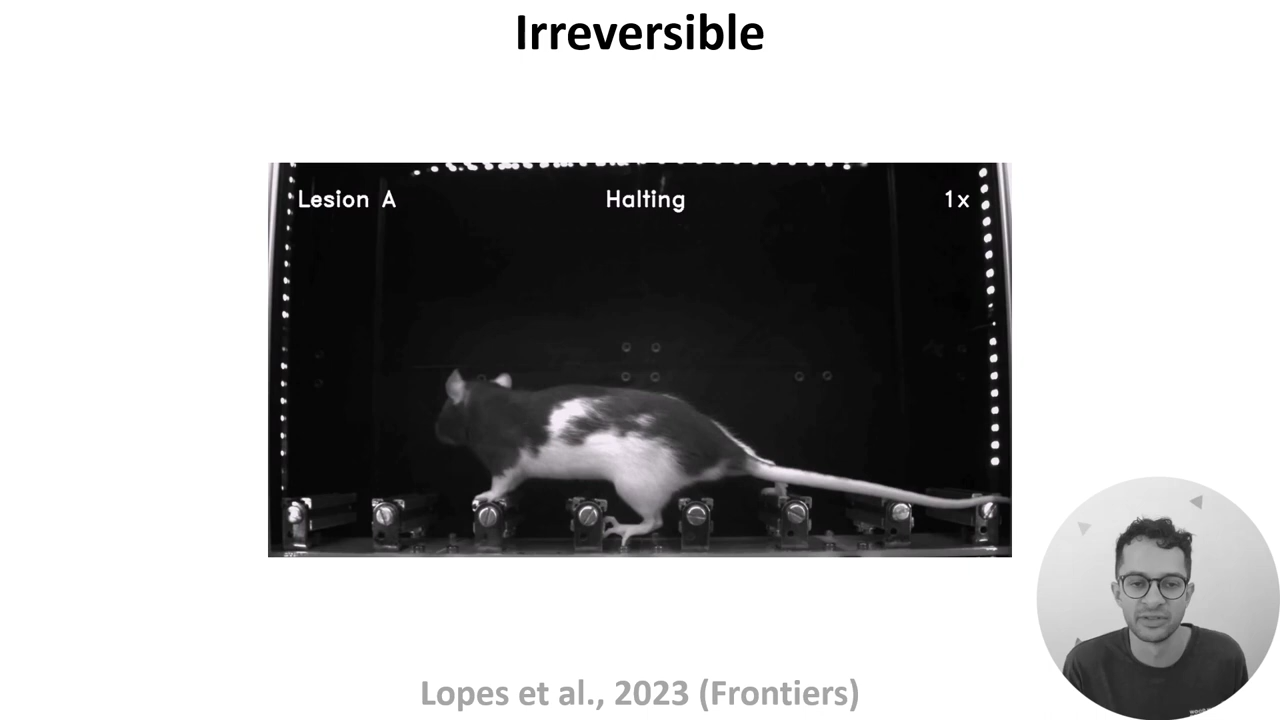 Irreversible
Lesion A
Halting
1x
Lopes et al., 2023 (Frontiers)